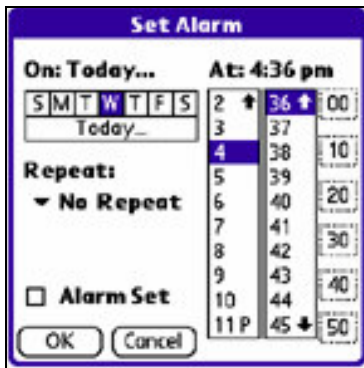 Set Alarm
On: Today...
At: 4:36 pm
S M T W T F S
Today...
Repeat:
No Repeat
Alarm Set
OK
Cancel
2
3
4
5
6
7
8
9
10
11 P
36
37
38
39
40
41
42
43
44
45
00
10
20
30
40
50